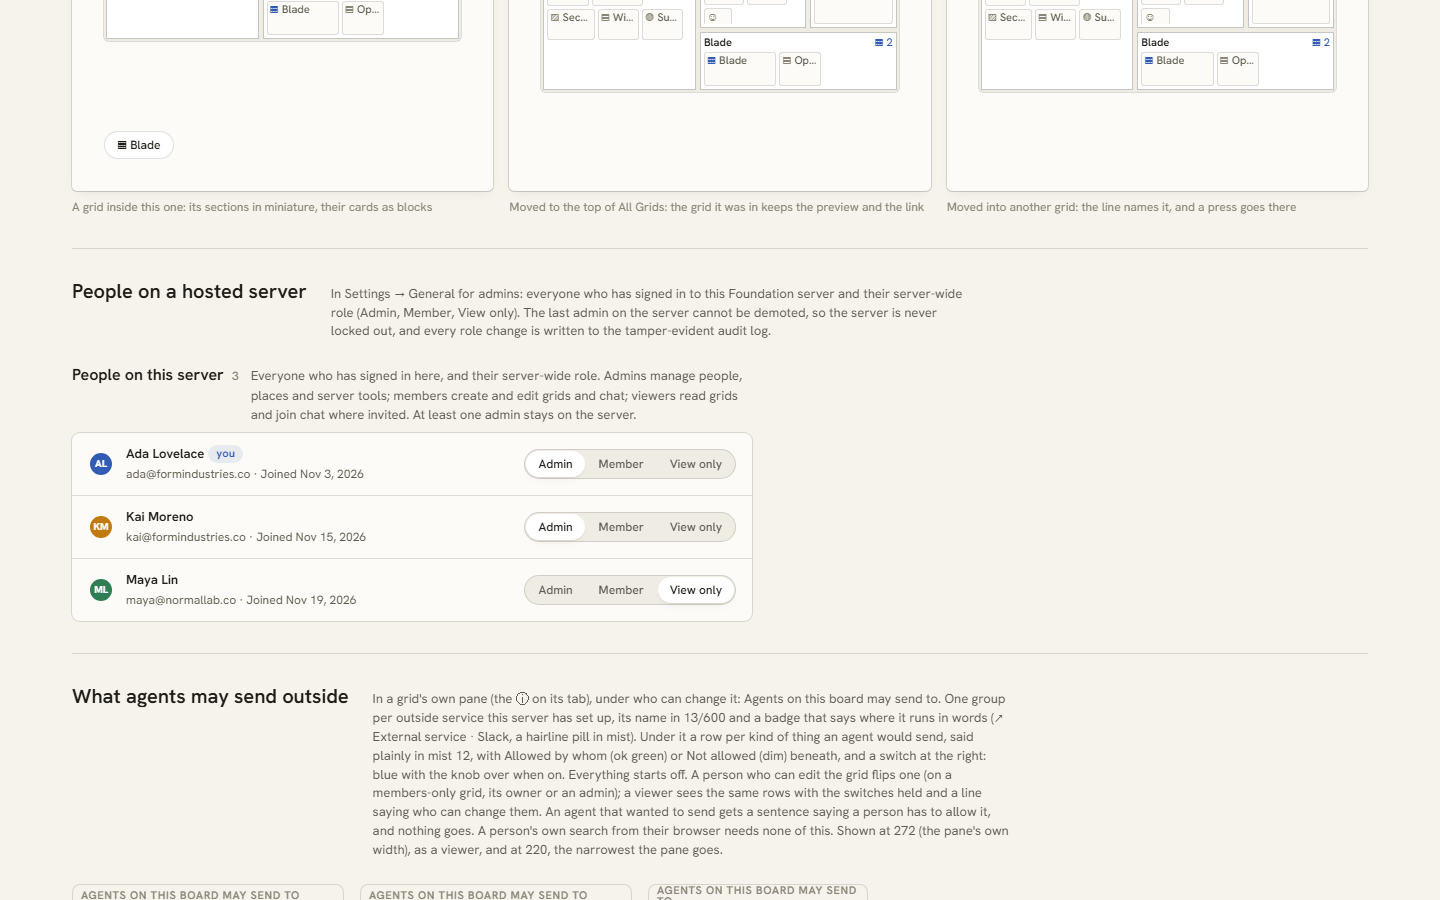 Blade
Op...
Blade
A grid inside this one: its sections in miniature, their cards as blocks
Sec...
Wi...
Su...
Blade
2
Blade
Op...
Moved to the top of All Grids: the grid it was in keeps the preview and the link
Sec...
Wi...
Su...
Blade
2
Blade
Op...
Moved into another grid: the line names it, and a press goes there
People on a hosted server
In Settings → General for admins: everyone who has signed in to this Foundation server and their server-wide
role (Admin, Member, View only). The last admin on the server cannot be demoted, so the server is never
locked out, and every role change is written to the tamper-evident audit log.
People on this server 3
Everyone who has signed in here, and their server-wide role. Admins manage people,
places and server tools; members create and edit grids and chat; viewers read grids
and join chat where invited. At least one admin stays on the server.
AL
Ada Lovelace you
ada@formindustries.co · Joined Nov 3, 2026
Admin Member View only
KM
Kai Moreno
kai@formindustries.co · Joined Nov 15, 2026
Admin Member View only
ML
Maya Lin
maya@normallab.co · Joined Nov 19, 2026
Admin Member View only
What agents may send outside
In a grid's own pane (the ⓘ on its tab), under who can change it: Agents on this board may send to. One group
per outside service this server has set up, its name in 13/600 and a badge that says where it runs in words (↗
External service · Slack, a hairline pill in mist). Under it a row per kind of thing an agent would send, said
plainly in mist 12, with Allowed by whom (ok green) or Not allowed (dim) beneath, and a switch at the right:
blue with the knob over when on. Everything starts off. A person who can edit the grid flips one (on a
members-only grid, its owner or an admin); a viewer sees the same rows with the switches held and a line
saying who can change them. An agent that wanted to send gets a sentence saying a person has to allow it,
and nothing goes. A person's own search from their browser needs none of this. Shown at 272 (the pane's own
width), as a viewer, and at 220, the narrowest the pane goes.
AGENTS ON THIS BOARD MAY SEND TO
AGENTS ON THIS BOARD MAY SEND TO
AGENTS ON THIS BOARD MAY SEND
TO